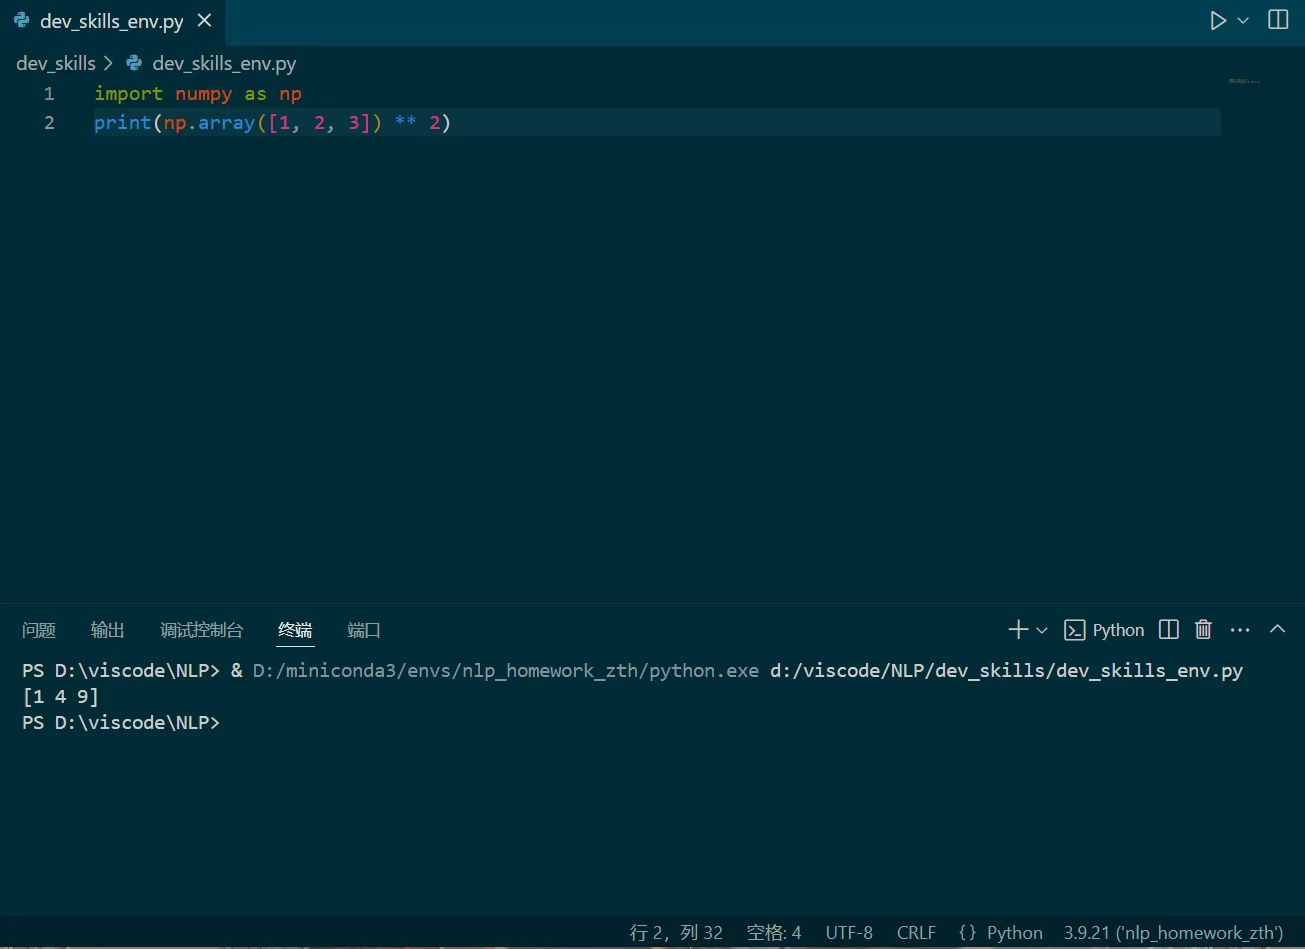 dev_skills_env.py
dev_skills > dev_skills_env.py
1 import numpy as np
2 print(np.array([1, 2, 3]) ** 2)
问题 输出 调试控制台 终端 端口 Python
PS D:\viscode\NLP> & D:/miniconda3/envs/nlp_homework_zth/python.exe d:/viscode/NLP/dev_skills/dev_skills_env.py
[1 4 9]
PS D:\viscode\NLP>
行 2，列 32 空格: 4 UTF-8 CRLF {} Python 3.9.21 ('nlp_homework_zth')